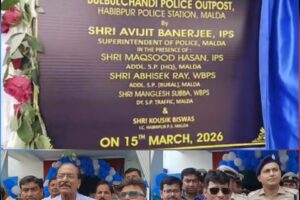 BULBULCHANDI POLICE OUTPOST,
HABIBPUR POLICE STATION, MALDA
By
SHRI AVIJIT BANERJEE, IPS
SUPERINTENDENT OF POLICE, MALDA
IN THE PRESENCE OF :
SHRI MAQSOOD HASAN, IPS
ADDL. S.P (HQ), MALDA
SHRI ABHISEK RAY, WBPS
ADDL. S.P. (RURAL), MALDA
SHRI MANGLESH SUBBA, WBPS
DY. S.P. TRAFFIC, MALDA
&
SHRI KOUSIK BISWAS
I.C. HABIBPUR P.S. MALDA
ON 15TH MARCH, 2026